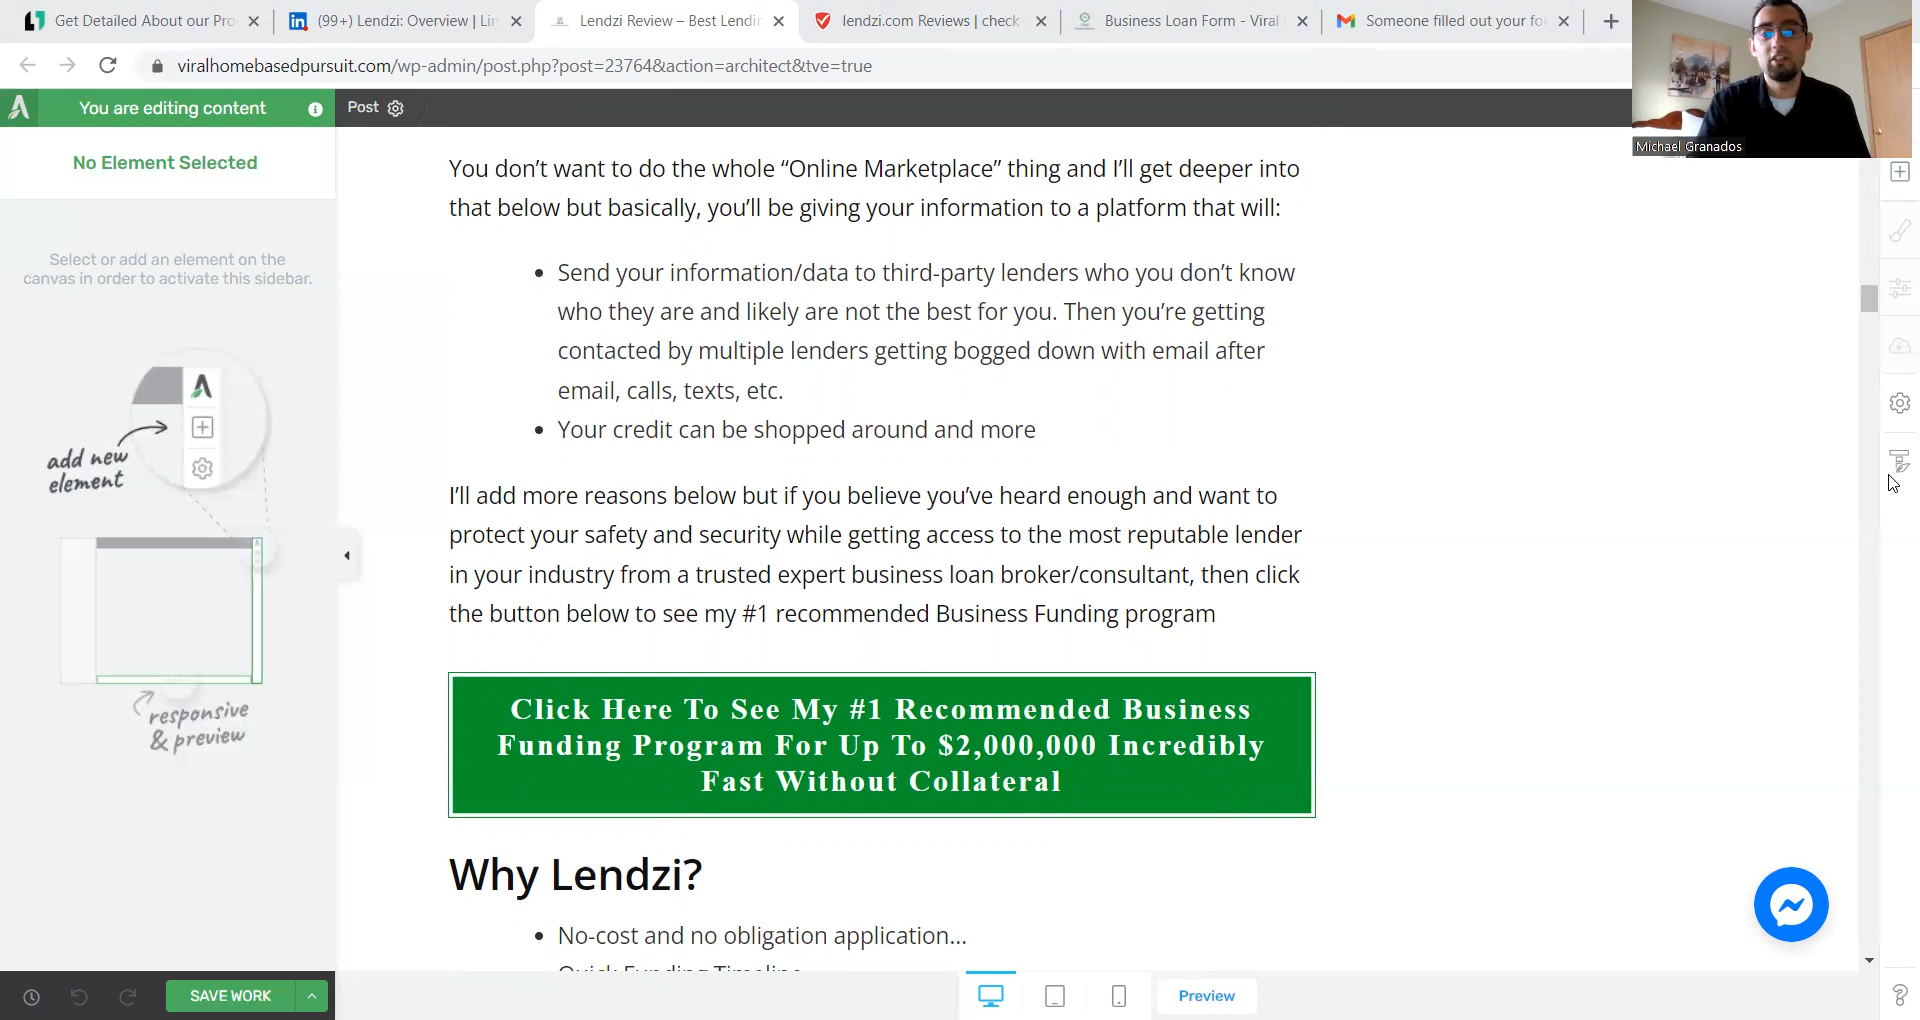 Get Detailed About our Pro
(99+) Lendzi: Overview | Lin
Lendzi Review – Best Lendin
lendzi.com Reviews | check
Business Loan Form - Viral
Someone filled out your fo
viralhomebasedpursuit.com/wp-admin/post.php?post=23764&action=architect&tve=true
You are editing content
Post
Michael Granados
No Element Selected
Select or add an element on the
canvas in order to activate this sidebar.
add new
element
responsive
& preview
You don’t want to do the whole “Online Marketplace” thing and I’ll get deeper into
that below but basically, you’ll be giving your information to a platform that will:
• Send your information/data to third-party lenders who you don’t know
who they are and likely are not the best for you. Then you’re getting
contacted by multiple lenders getting bogged down with email after
email, calls, texts, etc.
• Your credit can be shopped around and more
I’ll add more reasons below but if you believe you’ve heard enough and want to
protect your safety and security while getting access to the most reputable lender
in your industry from a trusted expert business loan broker/consultant, then click
the button below to see my #1 recommended Business Funding program
Click Here To See My #1 Recommended Business
Funding Program For Up To $2,000,000 Incredibly
Fast Without Collateral
Why Lendzi?
• No-cost and no obligation application...
Quick Funding Timeline
SAVE WORK
Preview